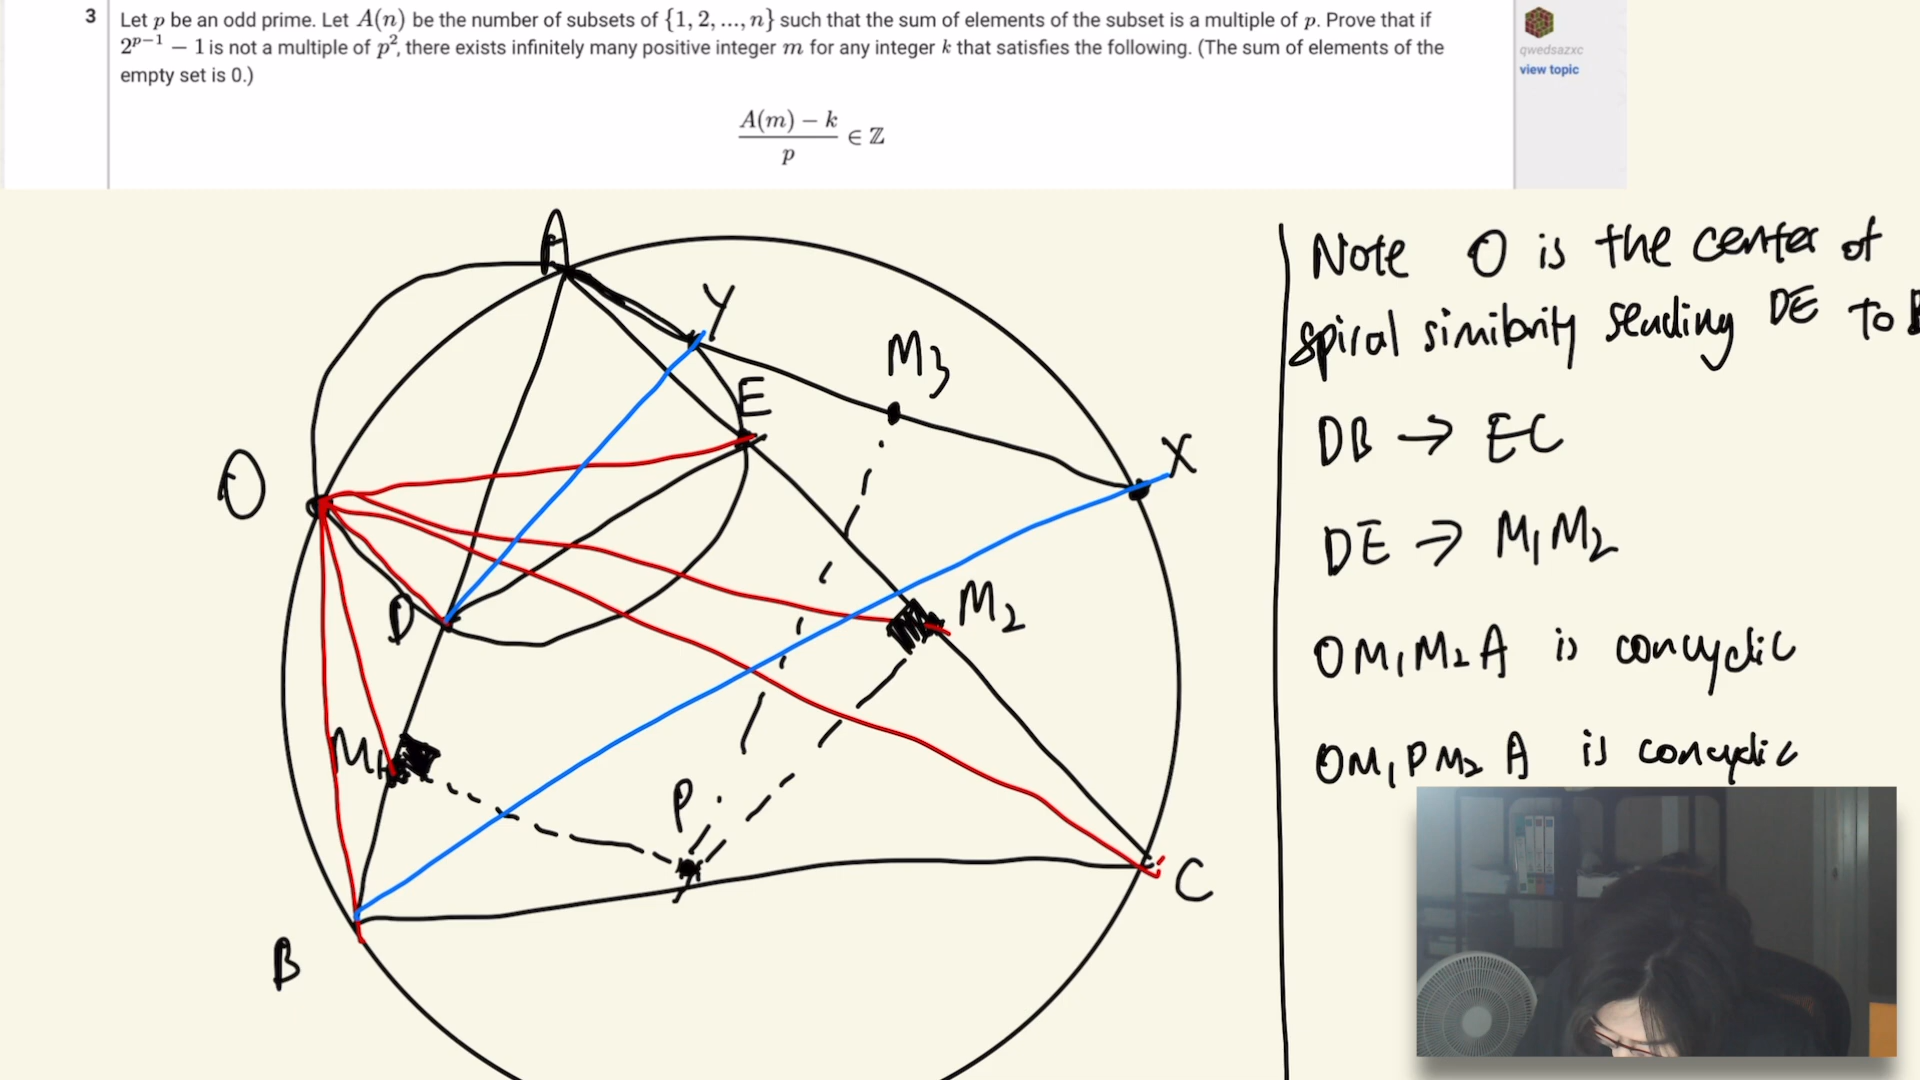 3 Let p be an odd prime. Let A(n) be the number of subsets of {1, 2, ..., n} such that the sum of elements of the subset is a multiple of p. Prove that if
2^{p−1} − 1 is not a multiple of p², there exists infinitely many positive integer m for any integer k that satisfies the following. (The sum of elements of the
empty set is 0.)
A(m) − k
∈ ℤ
p
qwedsazxc
view topic
A
Y
M3
E
X
O
D
M2
M1
P
C
B
Note O is the center of
spiral similarity sending DE to
DB → EC
DE → M1M2
OM1M2A is concyclic
OM1PM2A is concyclic